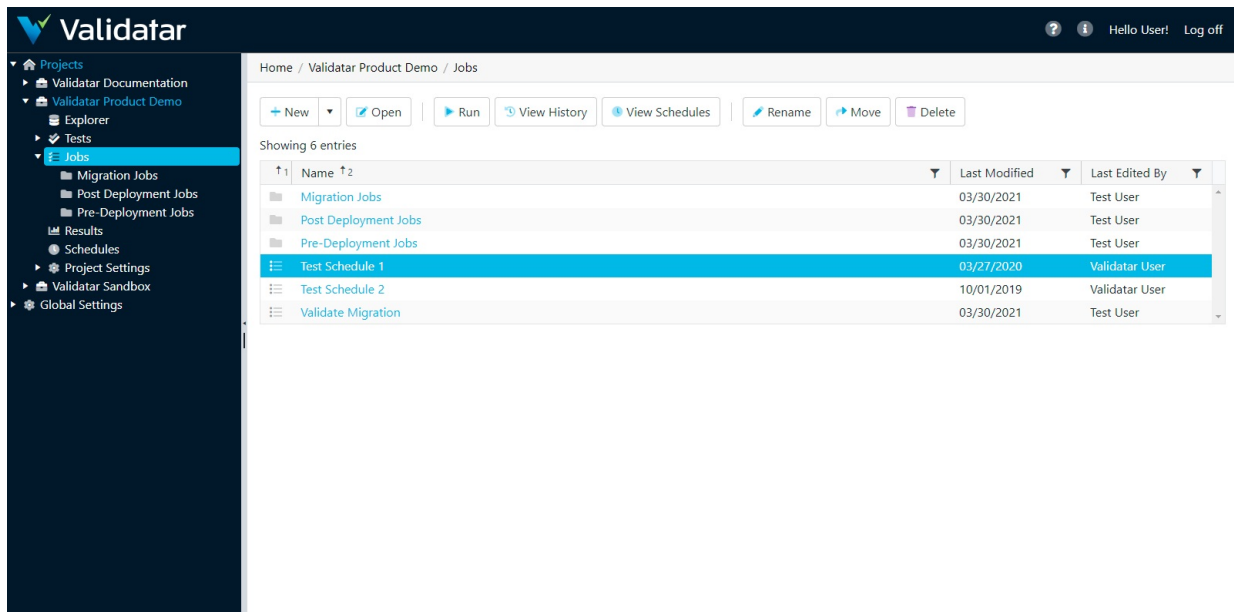 Validatar
Hello User! Log off
Projects
Validatar Documentation
Validatar Product Demo
Explorer
Tests
Jobs
Migration Jobs
Post Deployment Jobs
Pre-Deployment Jobs
Results
Schedules
Project Settings
Validatar Sandbox
Global Settings
Home / Validatar Product Demo / Jobs
New Open Run View History View Schedules Rename Move Delete
Showing 6 entries
1 Name 2 Last Modified Last Edited By
Migration Jobs 03/30/2021 Test User
Post Deployment Jobs 03/30/2021 Test User
Pre-Deployment Jobs 03/30/2021 Test User
Test Schedule 1 03/27/2020 Validatar User
Test Schedule 2 10/01/2019 Validatar User
Validate Migration 03/30/2021 Test User